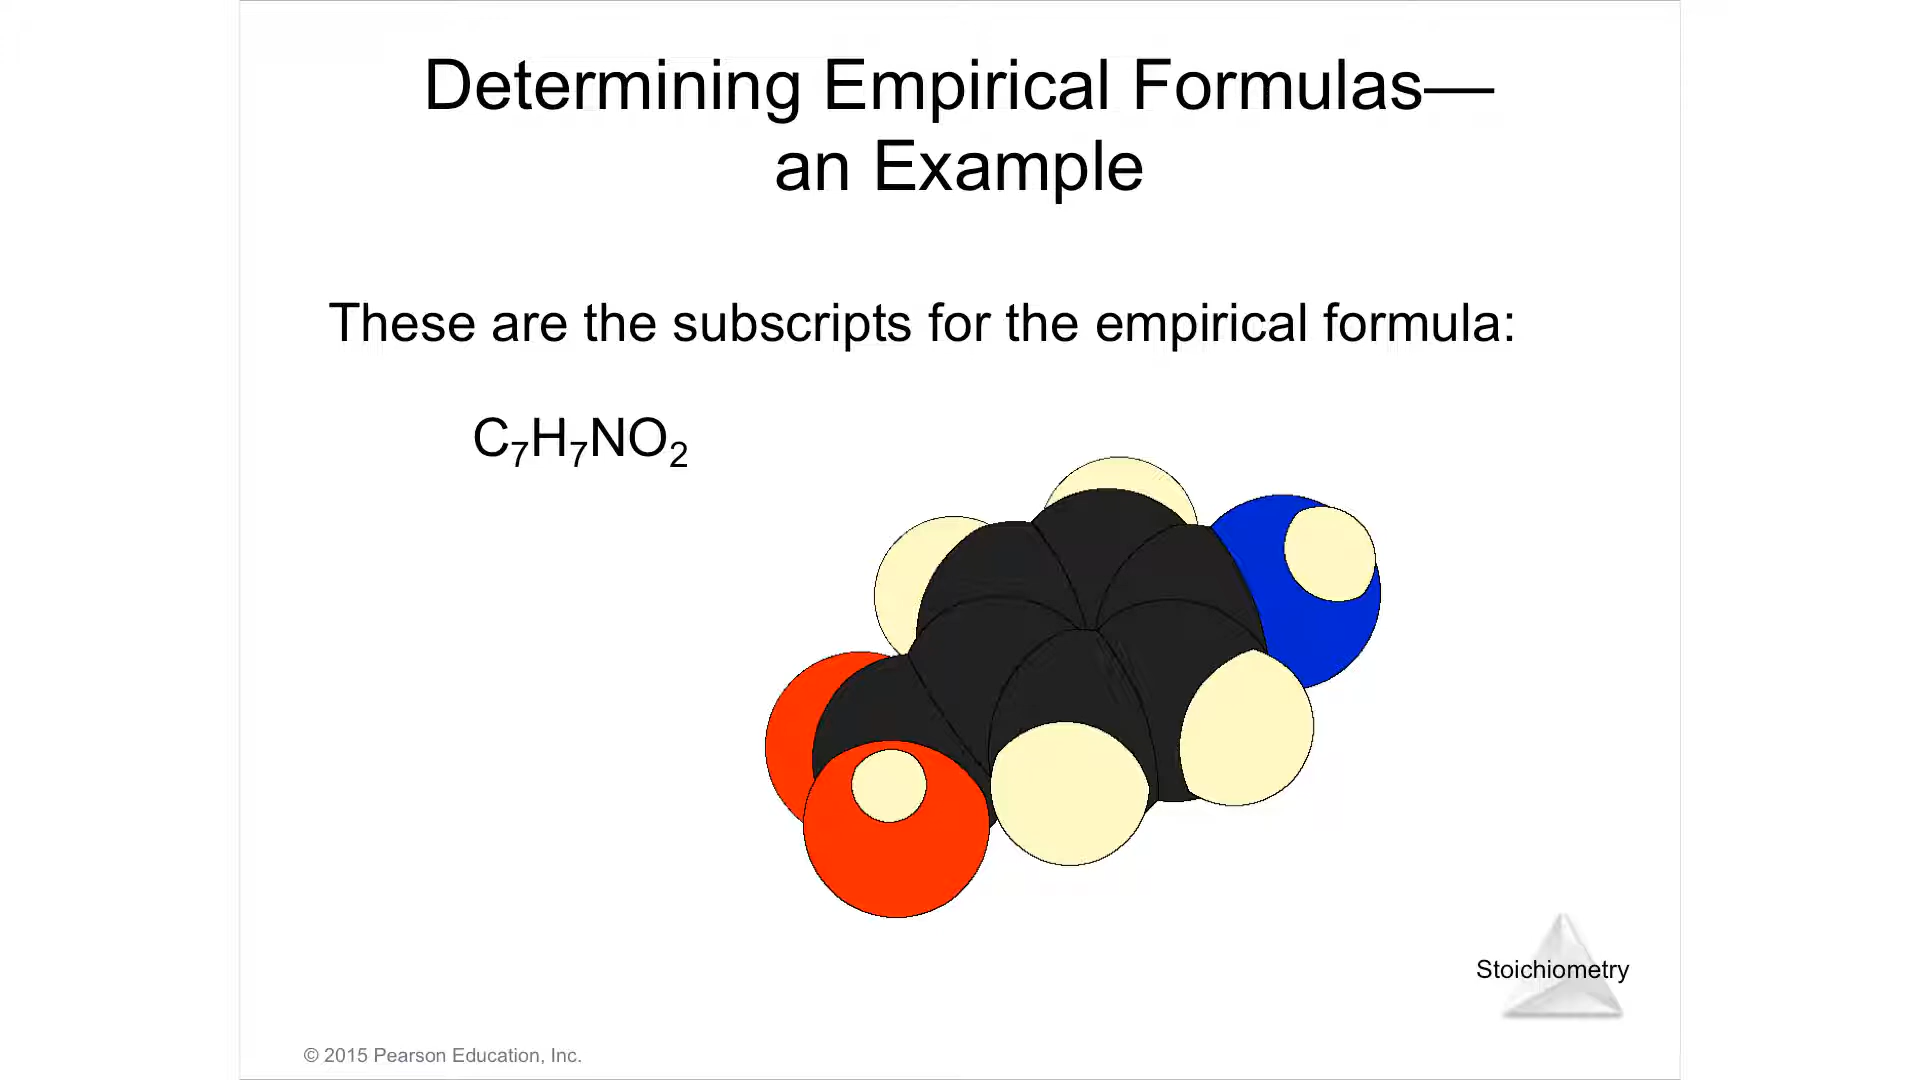 Determining Empirical Formulas—
an Example
These are the subscripts for the empirical formula:
C₇H₇NO₂
Stoichiometry
© 2015 Pearson Education, Inc.